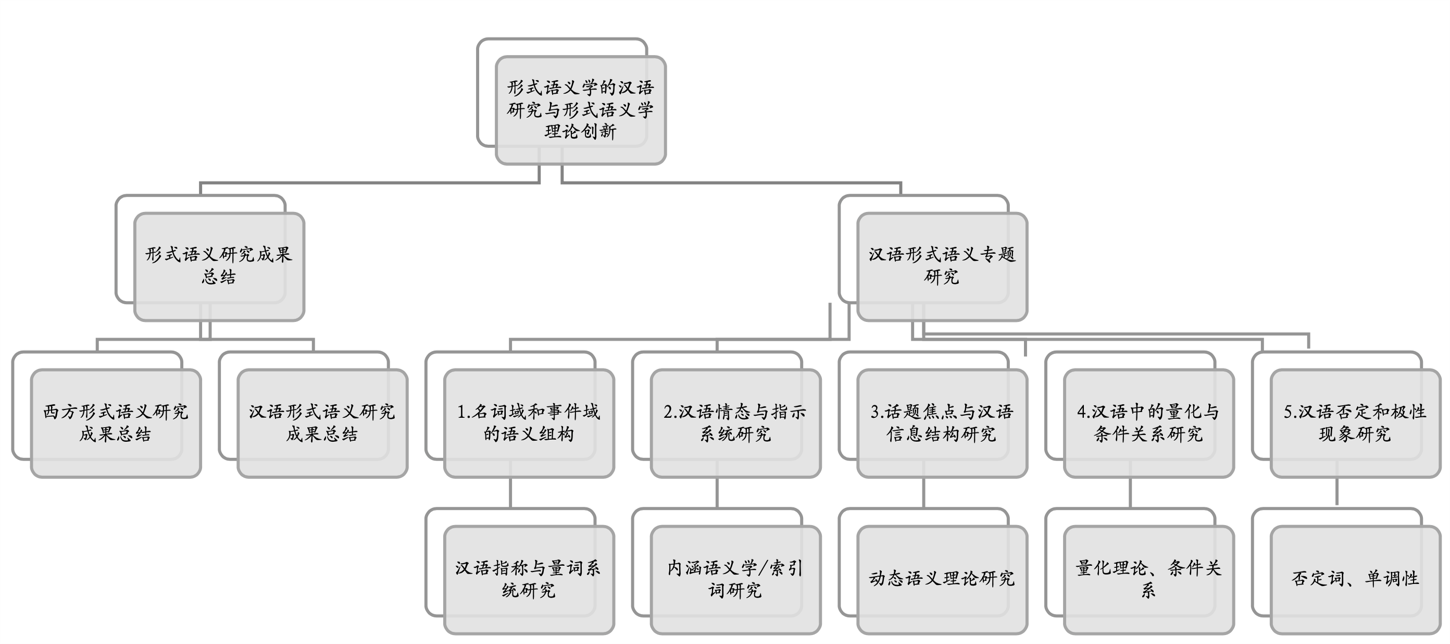 形式语义学的汉语
研究与形式语义学
理论创新
形式语义研究成果
总结
汉语形式语义专题
研究
西方形式语义研究
成果总结
汉语形式语义研究
成果总结
1.名词域和事件域
的语义组构
2.汉语情态与指示
系统研究
3.话题焦点与汉语
信息结构研究
4.汉语中的量化与
条件关系研究
5.汉语否定和极性
现象研究
汉语指称与量词系
统研究
内涵语义学/索引
词研究
动态语义理论研究
量化理论、条件关
系
否定词、单调性